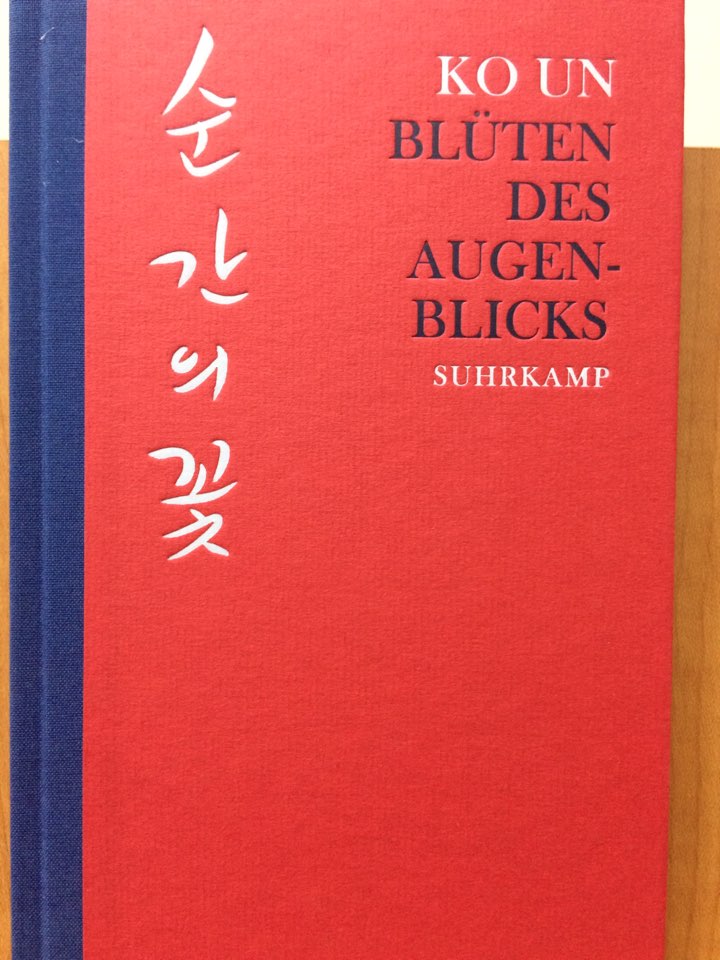 순간의꽃
KO UN
BLÜTEN
DES
AUGEN-
BLICKS
SUHRKAMP